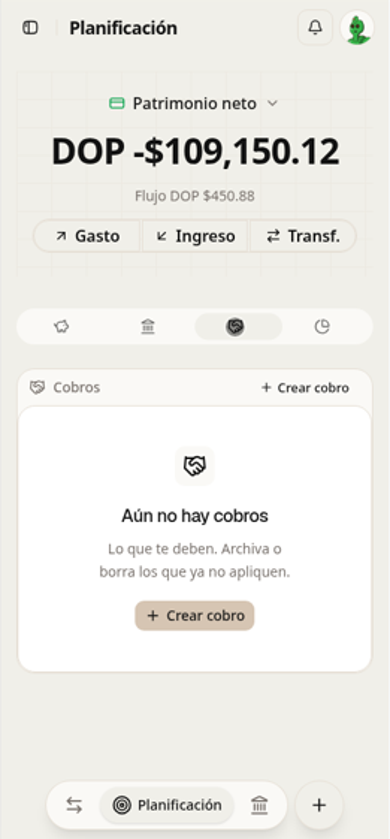 Planificación
Patrimonio neto
DOP -$109,150.12
Flujo DOP $450.88
Gasto
Ingreso
Transf.
Cobros
+ Crear cobro
Aún no hay cobros
Lo que te deben. Archiva o
borra los que ya no apliquen.
+ Crear cobro
Planificación
+